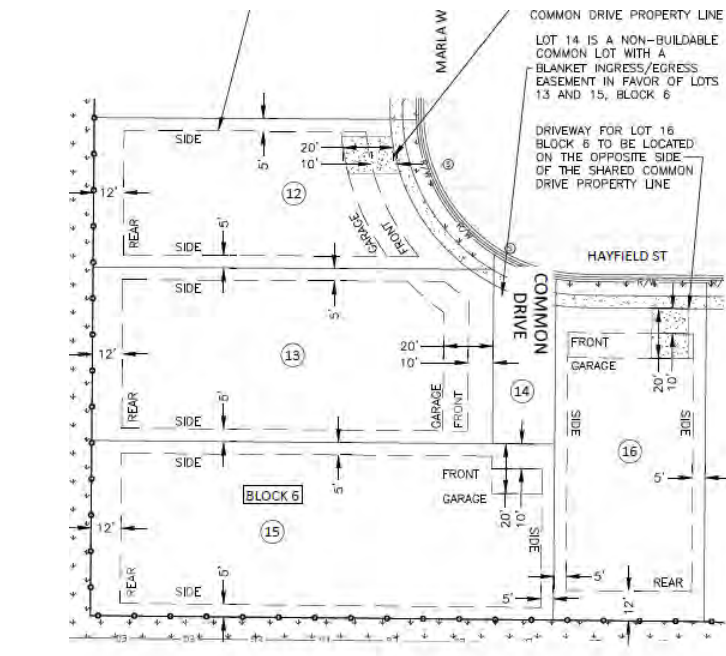 COMMON DRIVE PROPERTY LINE
LOT 14 IS A NON-BUILDABLE
COMMON LOT WITH A
BLANKET INGRESS/EGRESS
EASEMENT IN FAVOR OF LOTS
13 AND 15, BLOCK 6
DRIVEWAY FOR LOT 16
BLOCK 6 TO BE LOCATED
ON THE OPPOSITE SIDE
OF THE SHARED COMMON
DRIVE PROPERTY LINE
MARLA W
HAYFIELD ST
SIDE
5'
20'
10'
12'
12
REAR
GARAGE
FRONT
SIDE
5'
R/W
SIDE
5'
20'
10'
12'
13
REAR
GARAGE
FRONT
SIDE
5'
COMMON
DRIVE
14
SIDE
5'
FRONT
GARAGE
20'
10'
BLOCK 6
12'
15
REAR
SIDE
5'
SIDE
5'
R/W
FRONT
GARAGE
20'
10'
SIDE
SIDE
16
5'
5'
REAR
12'